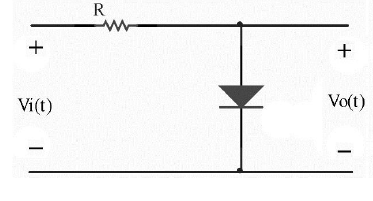 R
+ +
Vi(t) Vo(t)
− −